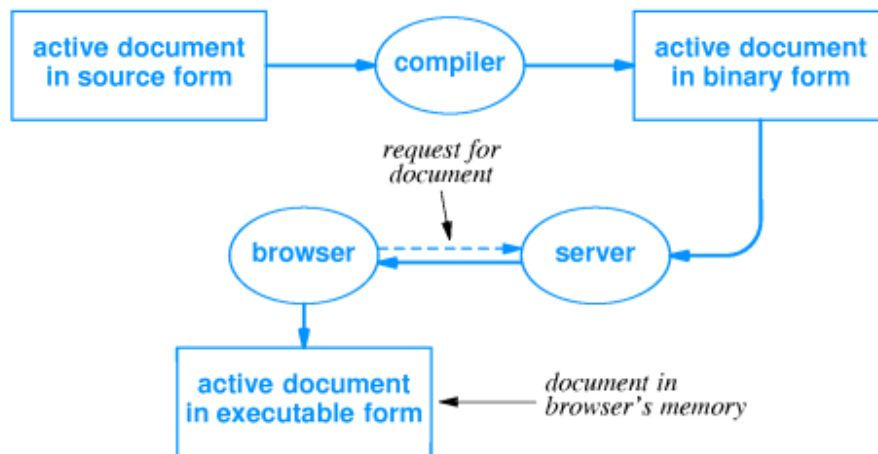 active document
in source form
compiler
active document
in binary form
request for
document
browser
server
active document
in executable form
document in
browser's memory